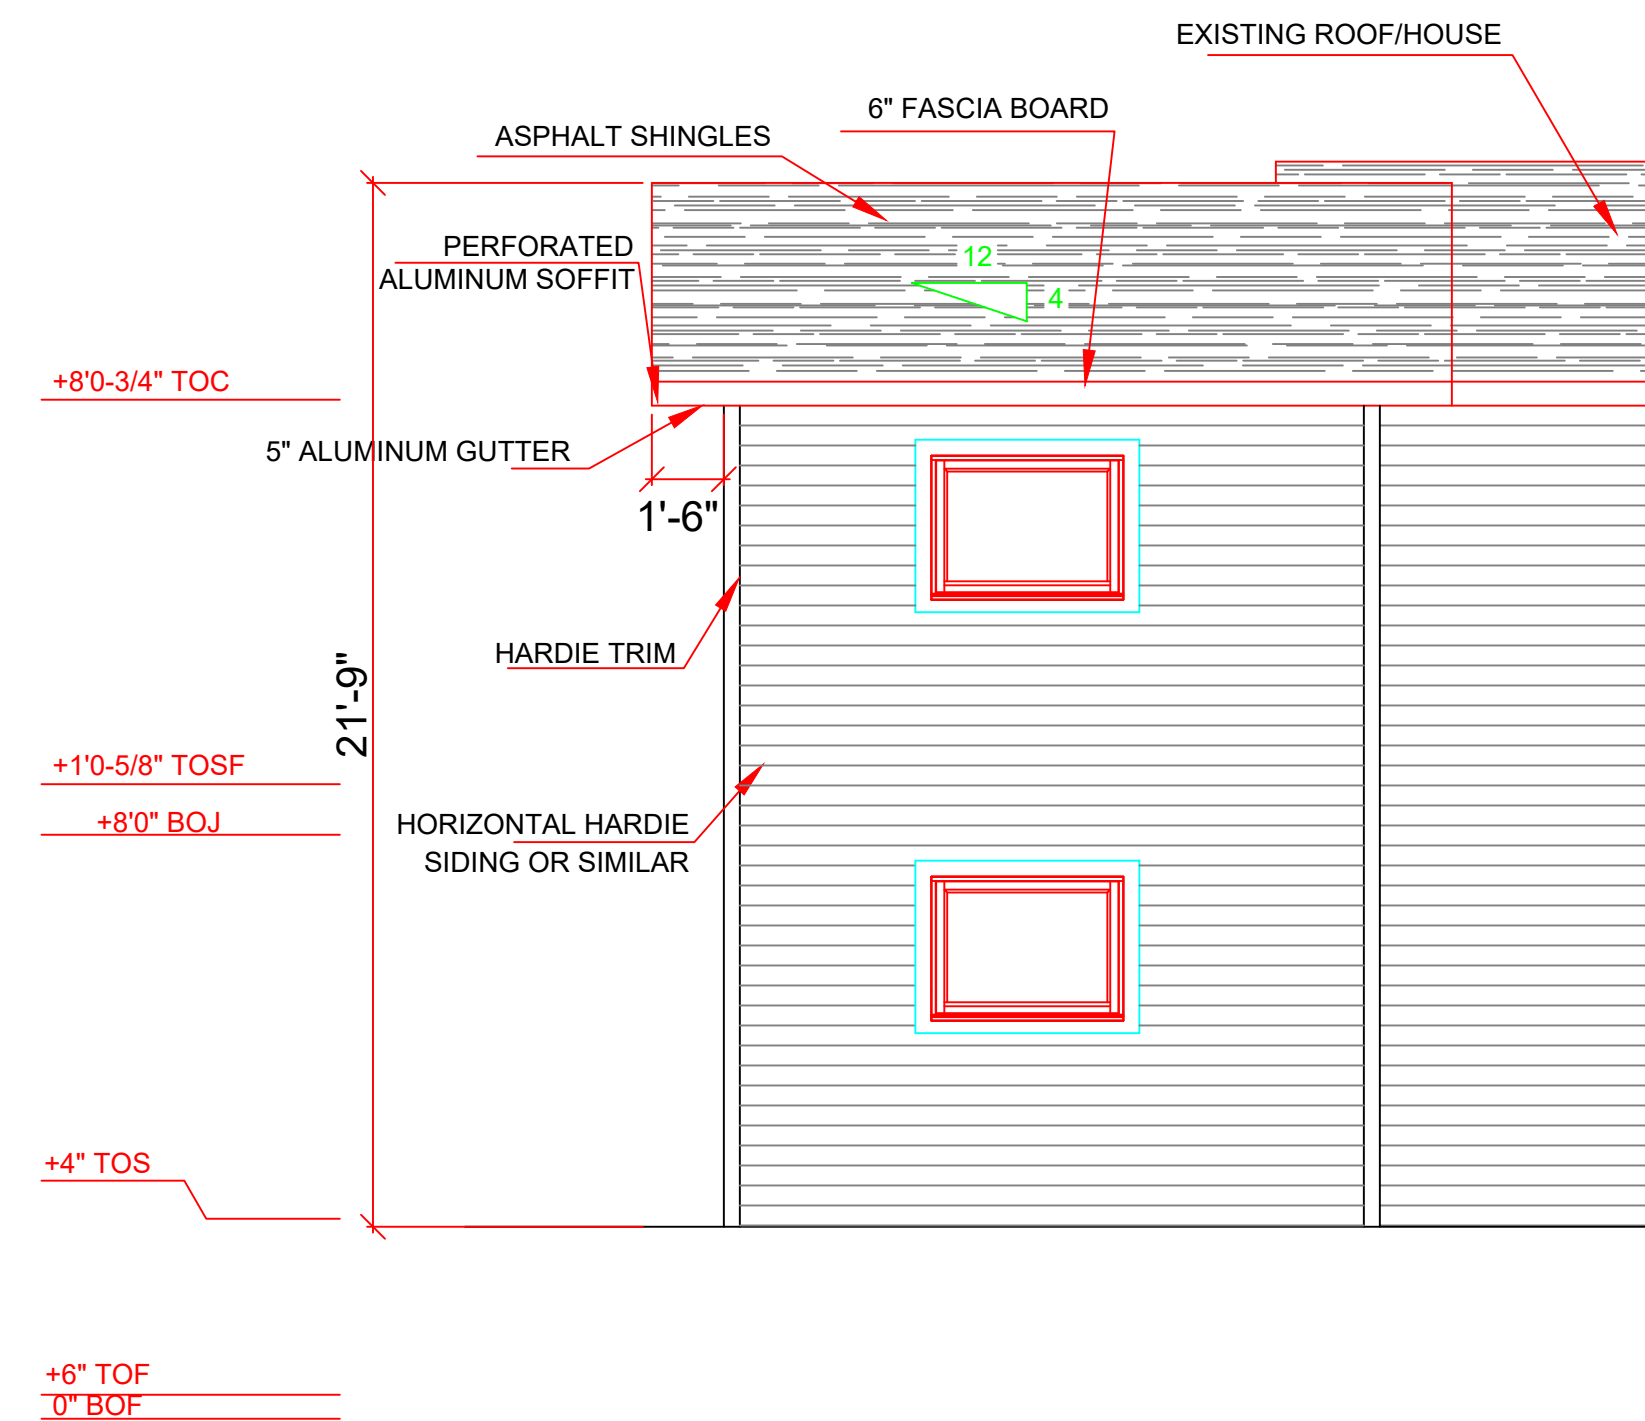 EXISTING ROOF/HOUSE
6" FASCIA BOARD
ASPHALT SHINGLES
PERFORATED
ALUMINUM SOFFIT
12
4
+8'0-3/4" TOC
5" ALUMINUM GUTTER
1'-6"
HARDIE TRIM
21'-9"
+1'0-5/8" TOSF
+8'0" BOJ
HORIZONTAL HARDIE
SIDING OR SIMILAR
+4" TOS
+6" TOF
0" BOF